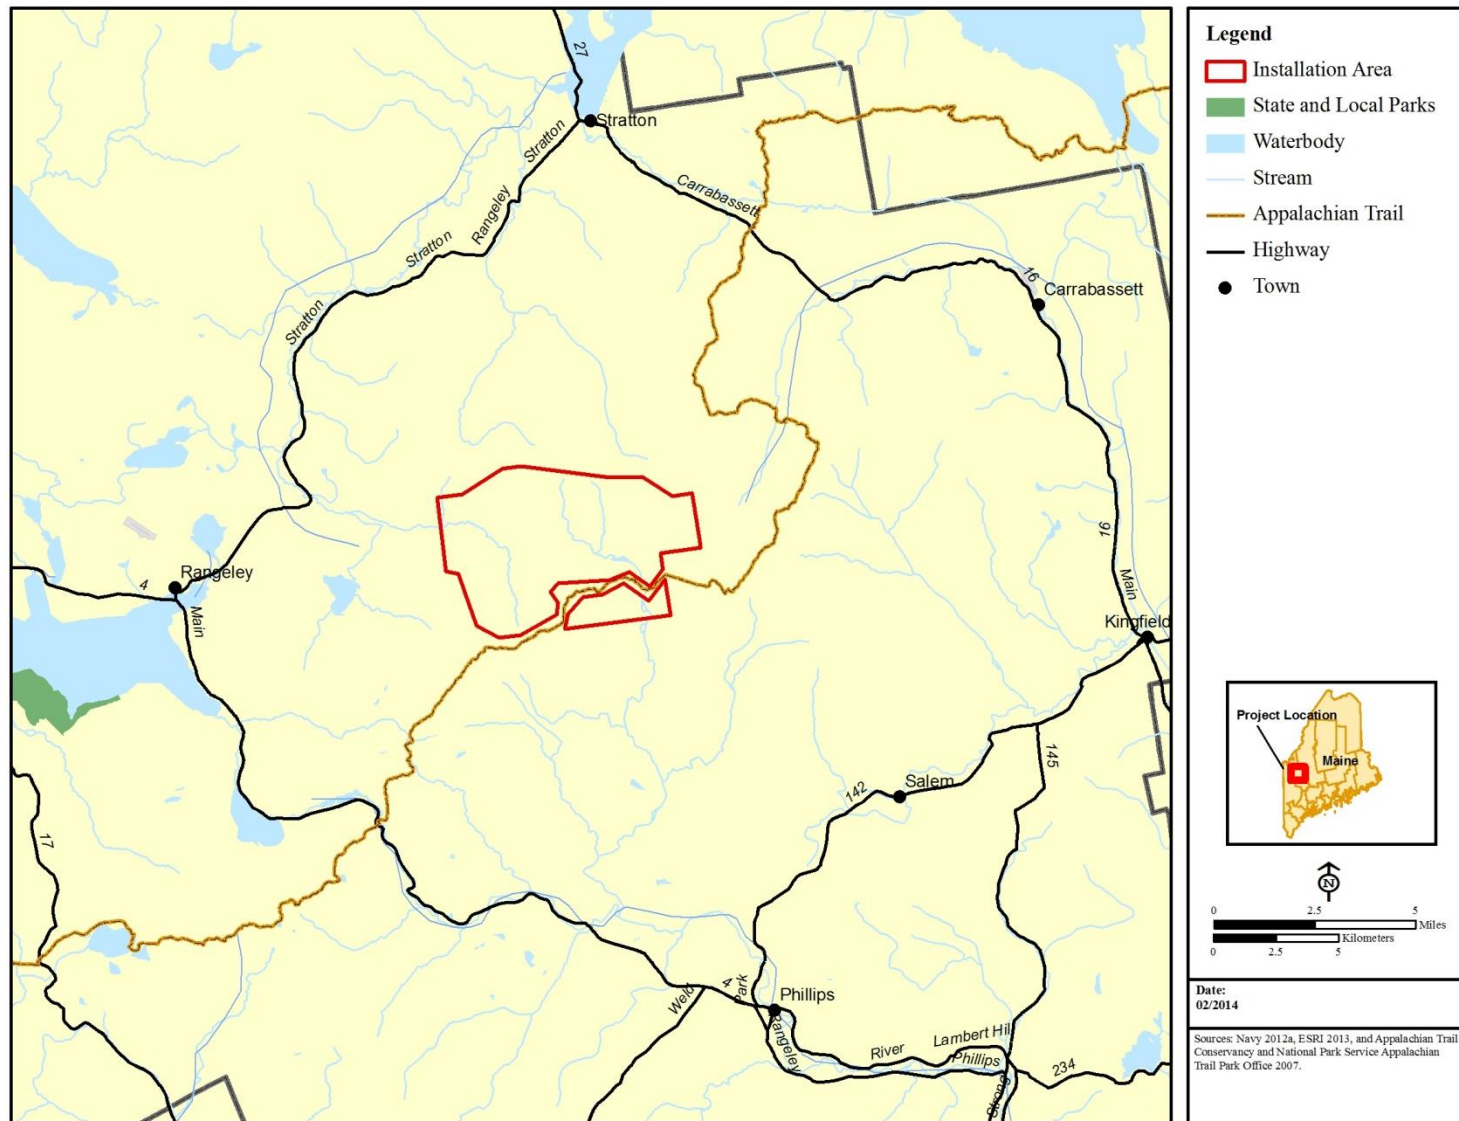 27
Stratton
Stratton
Carrabassett
Rangeley
Stratton
Stratton
16
Carrabassett
16
Main
Rangeley
4
Main
Kingfield
145
142
Salem
17
Weld
4
Park
Phillips
Rangeley
River
Lambert Hil
Phillips
234
Strong
Legend
Installation Area
State and Local Parks
Waterbody
Stream
Appalachian Trail
Highway
Town
Project Location
Maine
N
0 2.5 5
Miles
Kilometers
0 2.5 5
Date:
02/2014
Sources: Navy 2012a, ESRI 2013, and Appalachian Trail
Conservancy and National Park Service Appalachian
Trail Park Office 2007.